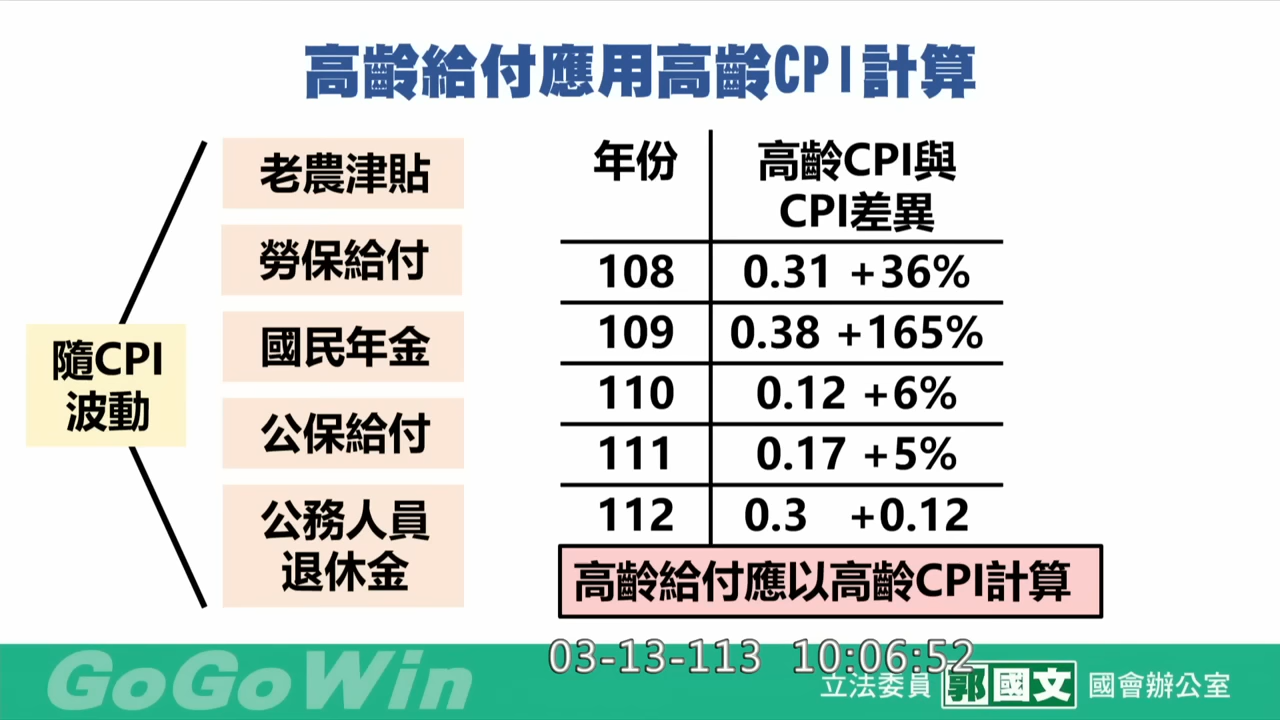 高齡給付應用高齡CPI計算
隨CPI
波動
老農津貼
勞保給付
國民年金
公保給付
公務人員
退休金
年份 高齡CPI與
CPI差異
108 0.31 +36%
109 0.38 +165%
110 0.12 +6%
111 0.17 +5%
112 0.3 +0.12
高齡給付應以高齡CPI計算
GoGoWin
03-13-113 10:06:52
立法委員 郭國文 國會辦公室